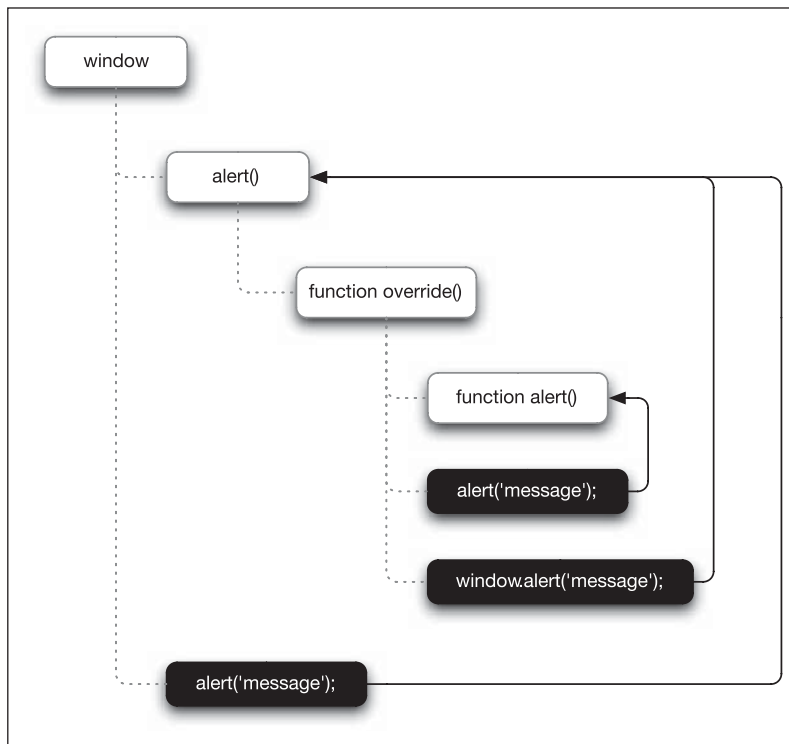 window
alert()
function override()
function alert()
alert('message');
window.alert('message');
alert('message');